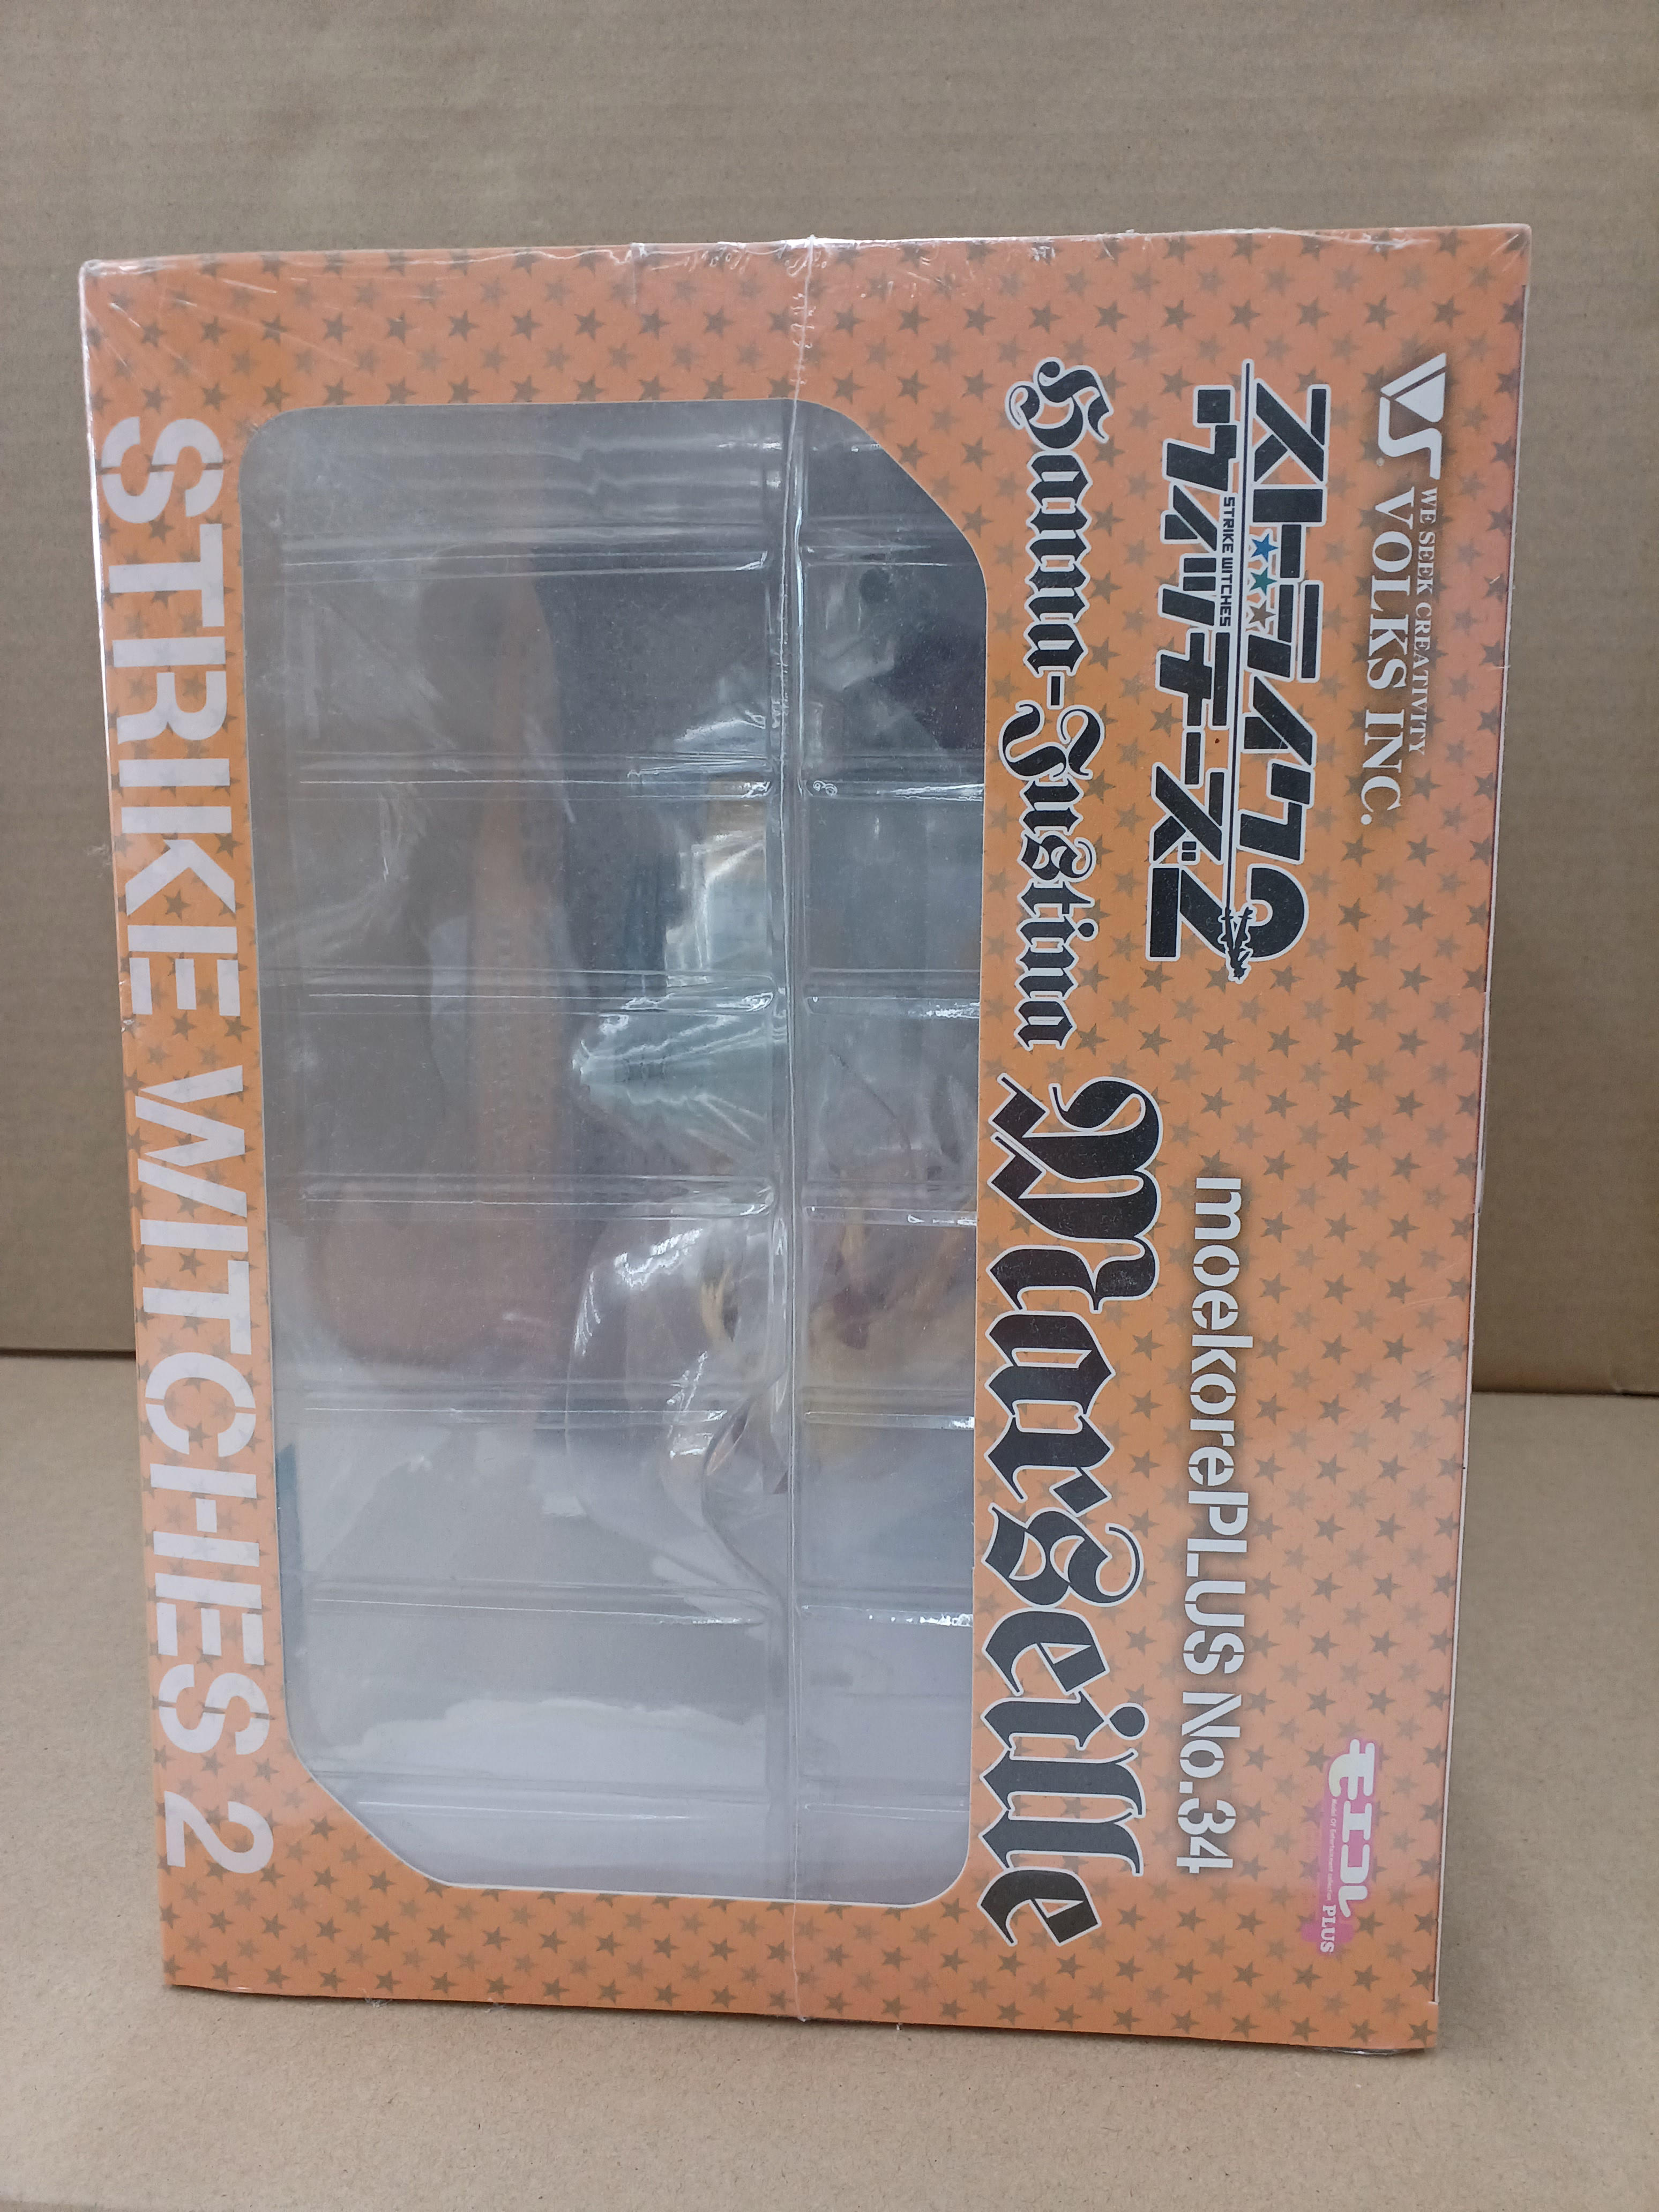 WE SEEK CREATIVITY
VOLKS INC.
ストライク
ウィッチーズ2
STRIKE WITCHES
Hanna-Justina Marseille
moekorePLUS No.34
モエコレ
PLUS
STRIKE WITCHES 2